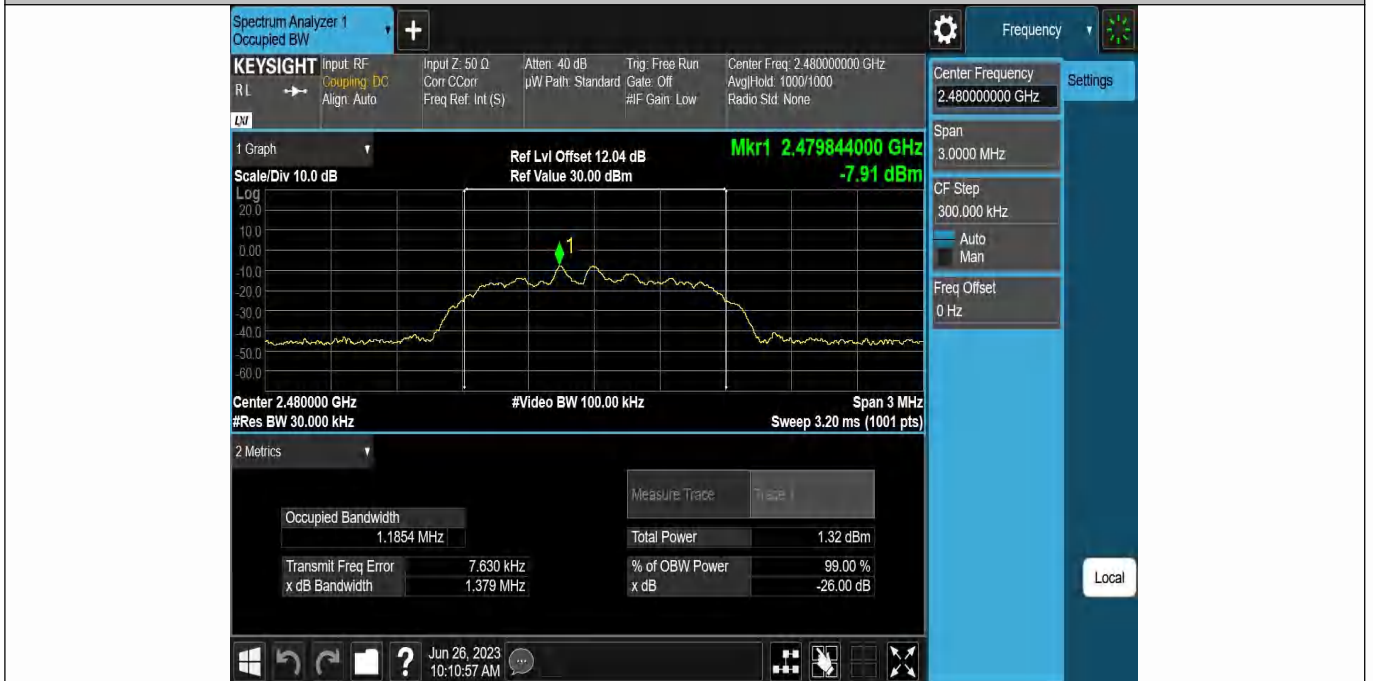 Spectrum Analyzer 1
Occupied BW
+
Frequency
KEYSIGHT
RL
LXI
Input: RF
Coupling: DC
Align: Auto
Input Z: 50 Ω
Corr CCorr
Freq Ref: Int (S)
Atten: 40 dB
µW Path: Standard
Trig: Free Run
Gate: Off
#IF Gain: Low
Center Freq: 2.480000000 GHz
Avg|Hold: 1000/1000
Radio Std: None
Center Frequency
2.480000000 GHz
Settings
Span
3.0000 MHz
CF Step
300.000 kHz
Auto
Man
Freq Offset
0 Hz
1 Graph
Scale/Div 10.0 dB
Ref Lvl Offset 12.04 dB
Ref Value 30.00 dBm
Mkr1 2.479844000 GHz
-7.91 dBm
Log
20.0
10.0
0.00
-10.0
-20.0
-30.0
-40.0
-50.0
-60.0
1
Center 2.480000 GHz
#Video BW 100.00 kHz
Span 3 MHz
#Res BW 30.000 kHz
Sweep 3.20 ms (1001 pts)
2 Metrics
Measure Trace
Trace 1
Occupied Bandwidth
1.1854 MHz
Total Power
1.32 dBm
Transmit Freq Error
7.630 kHz
% of OBW Power
99.00 %
x dB Bandwidth
1.379 MHz
x dB
-26.00 dB
Local
?
Jun 26, 2023
10:10:57 AM